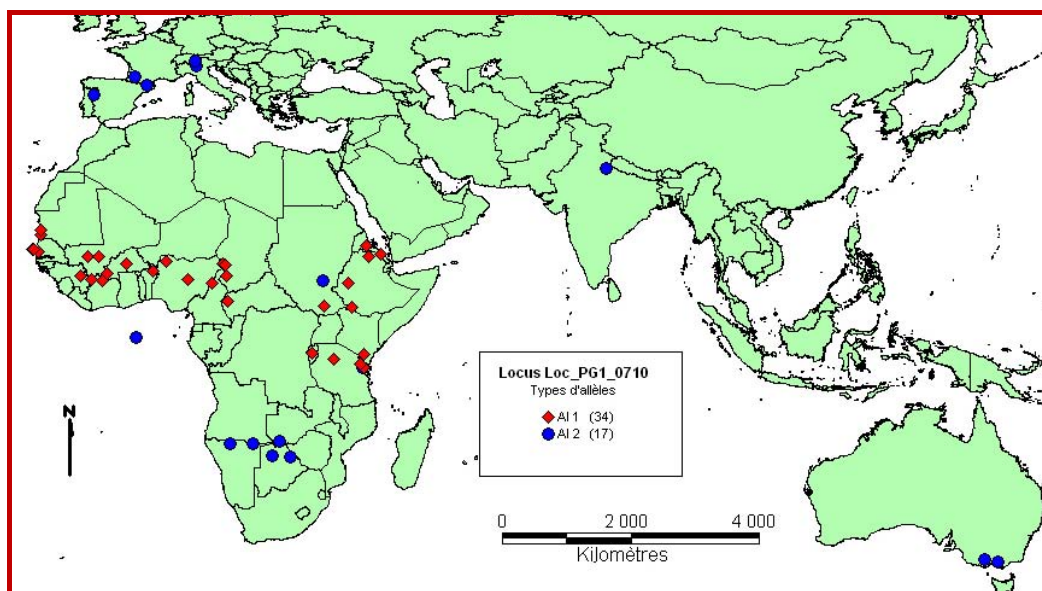 Locus Loc_PG1_0710
Types d'allèles
Al 1 (34)
Al 2 (17)
N
0 2 000 4 000
Kilomètres